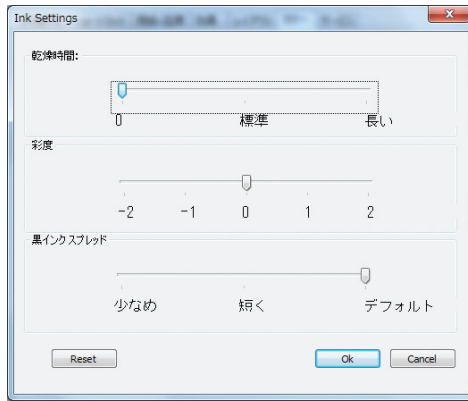 Ink Settings
乾燥時間:
0 標準 長い
彩度
-2 -1 0 1 2
黒インクスプレッド
少なめ 短く デフォルト
Reset Ok Cancel